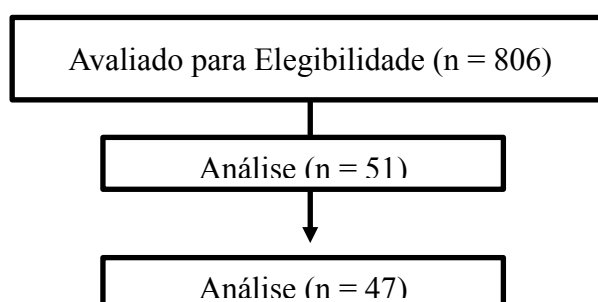 Avaliado para Elegibilidade (n = 806)
Análise (n = 51)
Análise (n = 47)